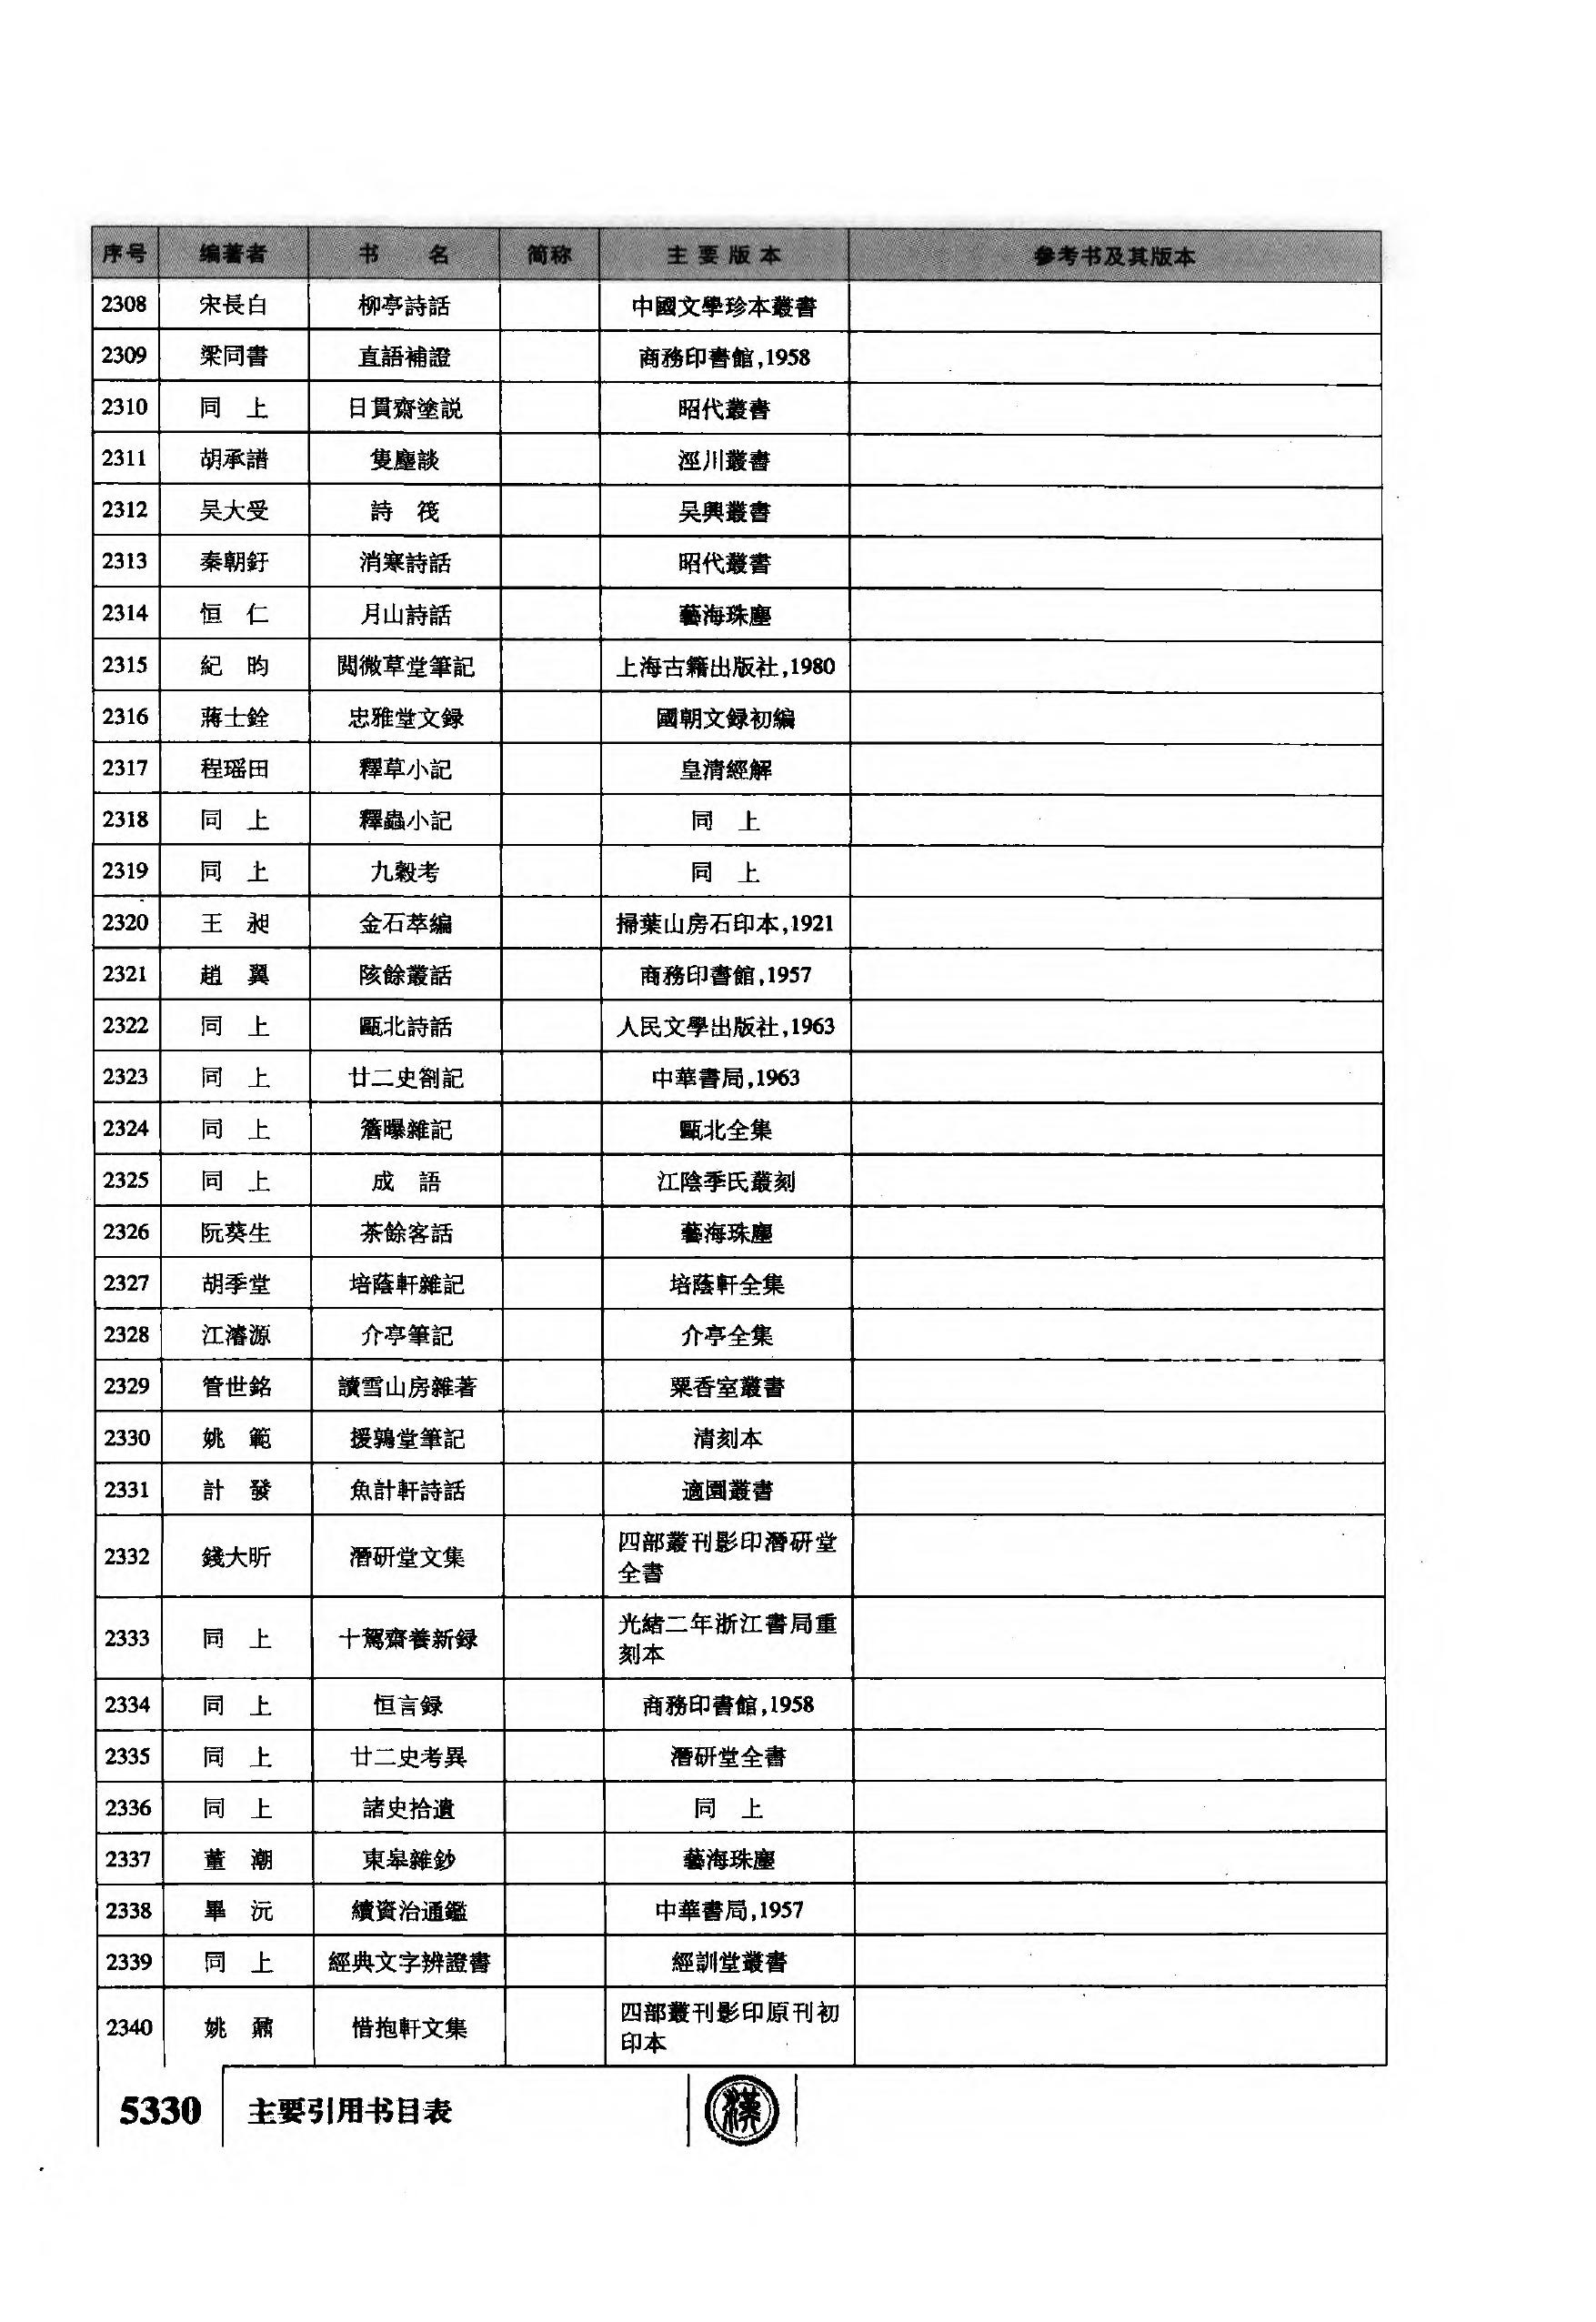 序号 编著者 书 名 简称 主要版本 参考书及其版本
2308 宋長白 柳亭詩話 中國文學珍本叢書
2309 梁同書 直語補證 商務印書館,1958
2310 同 上 日貫齋塗説 昭代叢書
2311 胡承譜 隻塵談 涇川叢書
2312 吴大受 詩 筏 吴興叢書
2313 秦朝釪 消寒詩話 昭代叢書
2314 恒 仁 月山詩話 藝海珠塵
2315 紀 昀 閲微草堂筆記 上海古籍出版社,1980
2316 蔣士銓 忠雅堂文録 國朝文録初編
2317 程瑶田 釋草小記 皇清經解
2318 同 上 釋蟲小記 同 上
2319 同 上 九穀考 同 上
2320 王 昶 金石萃編 掃葉山房石印本,1921
2321 趙 翼 陔餘叢話 商務印書館,1957
2322 同 上 甌北詩話 人民文學出版社,1963
2323 同 上 廿二史劄記 中華書局,1963
2324 同 上 簷曝雜記 甌北全集
2325 同 上 成 語 江陰季氏叢刻
2326 阮葵生 茶餘客話 藝海珠塵
2327 胡季堂 培蔭軒雜記 培蔭軒全集
2328 江濬源 介亭筆記 介亭全集
2329 管世銘 讀雪山房雜著 粟香室叢書
2330 姚 範 援鶉堂筆記 清刻本
2331 計 發 魚計軒詩話 適園叢書
2332 錢大昕 潛研堂文集 四部叢刊影印潛研堂
全書
2333 同 上 十駕齋養新録 光緒二年浙江書局重
刻本
2334 同 上 恒言録 商務印書館,1958
2335 同 上 廿二史考異 潛研堂全書
2336 同 上 諸史拾遺 同 上
2337 董 潮 東皋雜鈔 藝海珠塵
2338 畢 沅 續資治通鑑 中華書局,1957
2339 同 上 經典文字辨證書 經訓堂叢書
2340 姚 鼐 惜抱軒文集 四部叢刊影印原刊初
印本
5330 主要引用书目表 漢